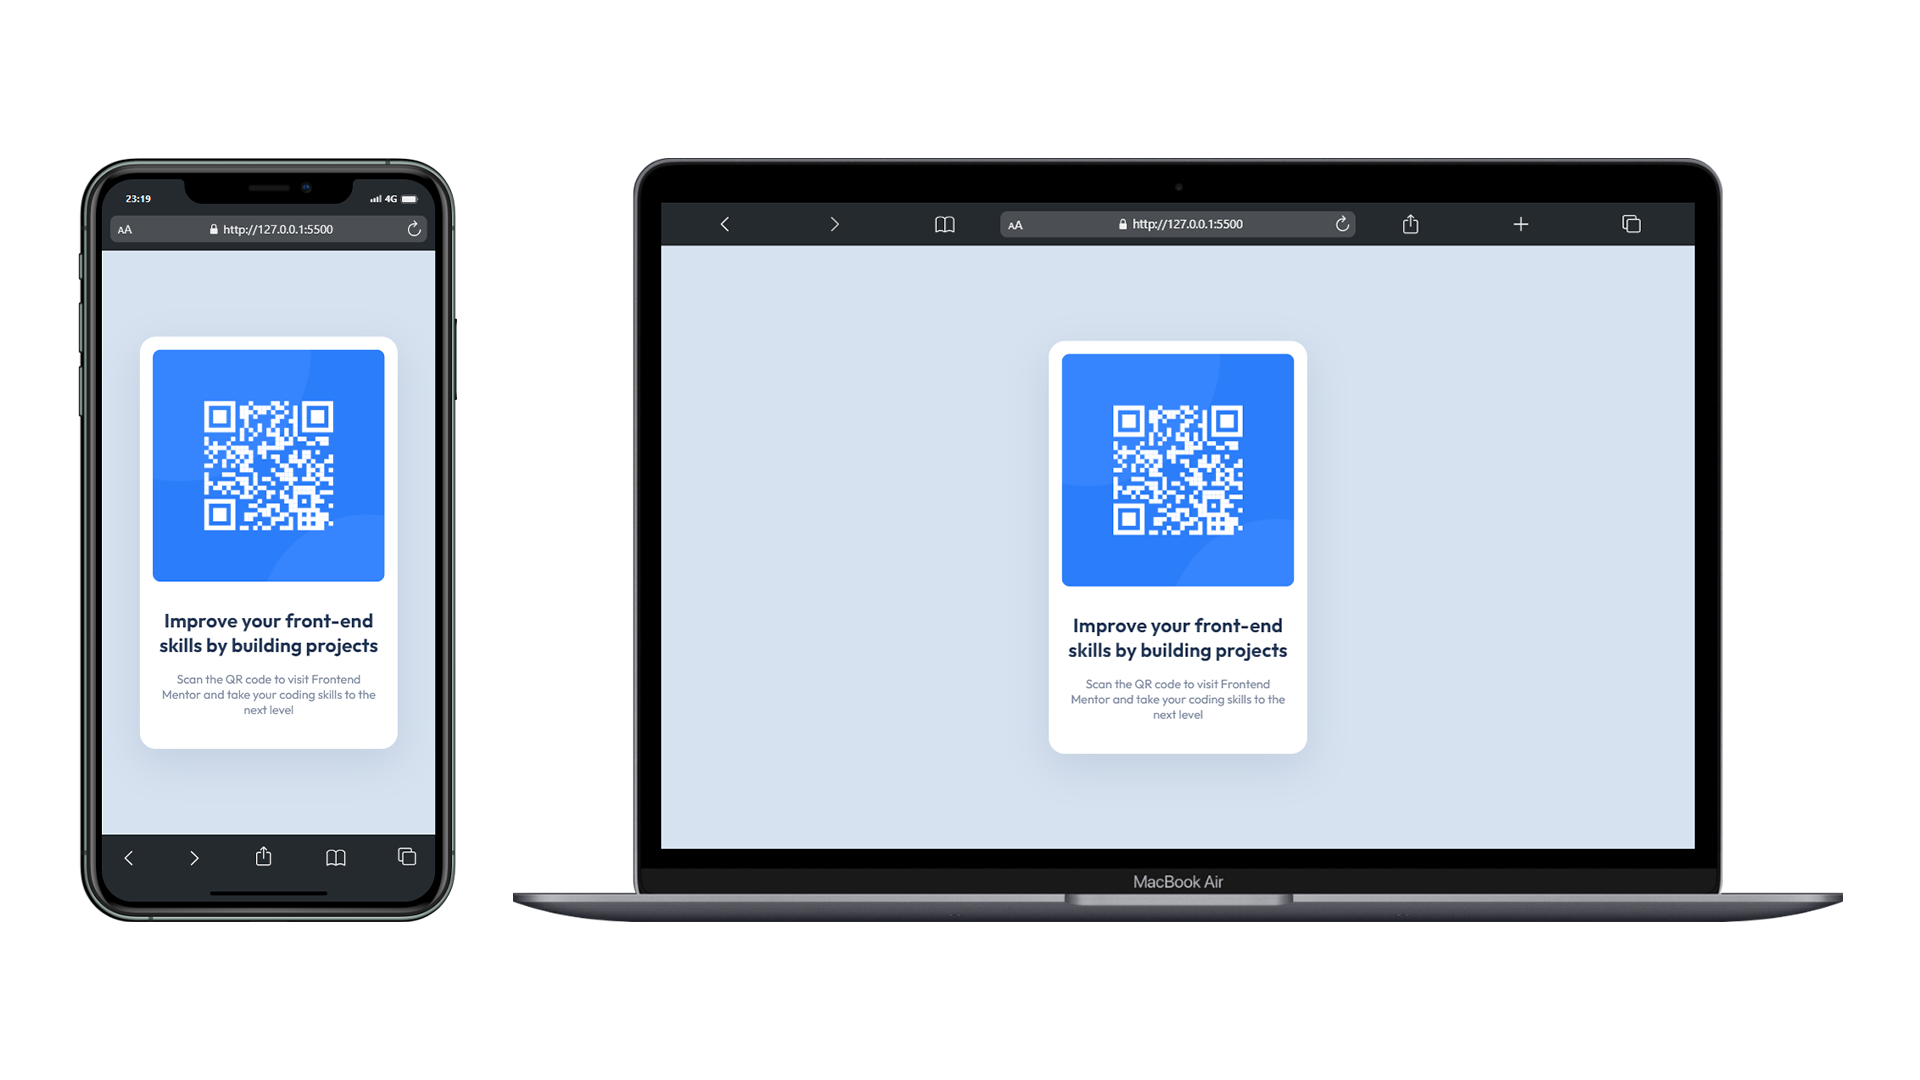 23:19
4G
AA
http://127.0.0.1:5500
Improve your front-end
skills by building projects
Scan the QR code to visit Frontend
Mentor and take your coding skills to the
next level
AA
http://127.0.0.1:5500
Improve your front-end
skills by building projects
Scan the QR code to visit Frontend
Mentor and take your coding skills to the
next level
MacBook Air